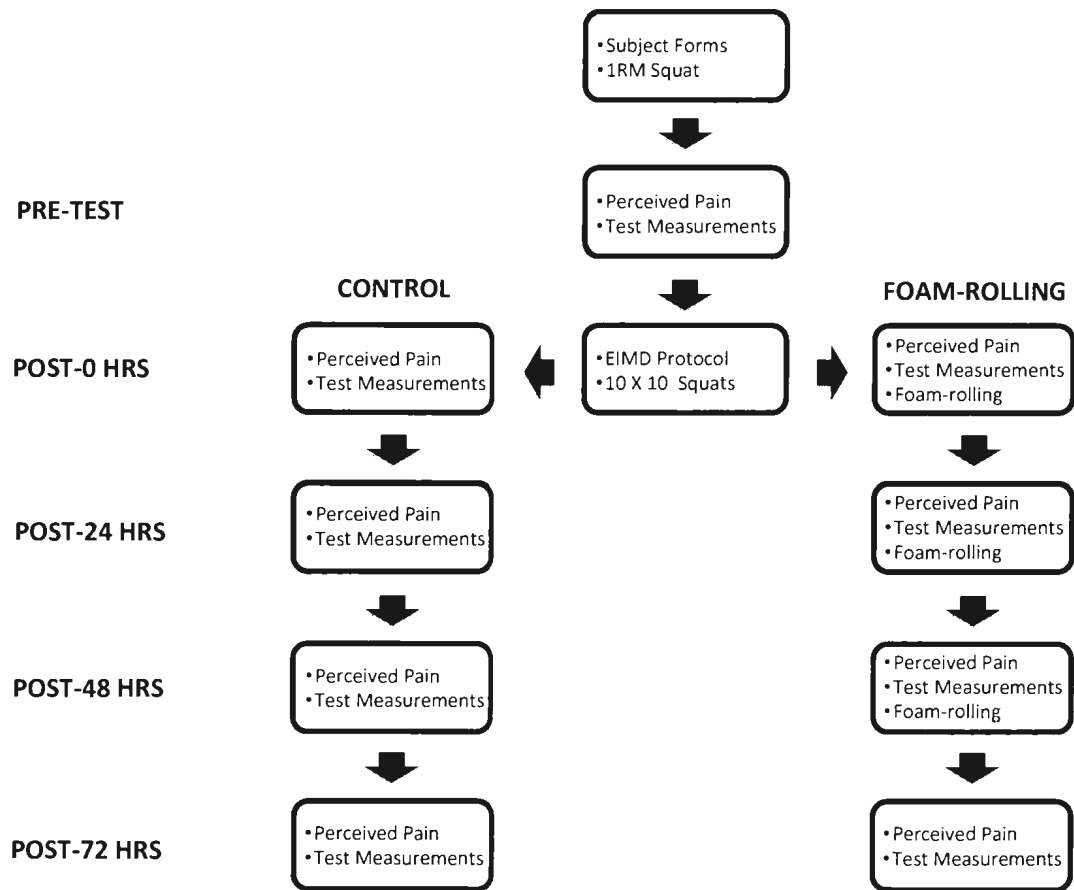 •Subject Forms
•1RM Squat
PRE-TEST
•Perceived Pain
•Test Measurements
CONTROL
FOAM-ROLLING
POST-0 HRS
•Perceived Pain
•Test Measurements
•EIMD Protocol
•10 X 10 Squats
•Perceived Pain
•Test Measurements
•Foam-rolling
POST-24 HRS
•Perceived Pain
•Test Measurements
•Perceived Pain
•Test Measurements
•Foam-rolling
POST-48 HRS
•Perceived Pain
•Test Measurements
•Perceived Pain
•Test Measurements
•Foam-rolling
POST-72 HRS
•Perceived Pain
•Test Measurements
•Perceived Pain
•Test Measurements